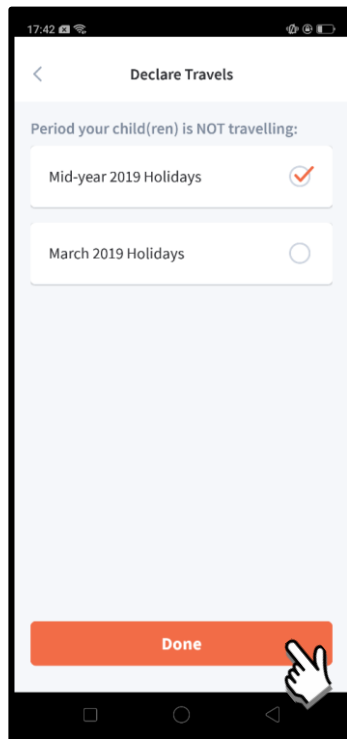 17:42
Declare Travels
Period your child(ren) is NOT travelling:
Mid-year 2019 Holidays
March 2019 Holidays
Done